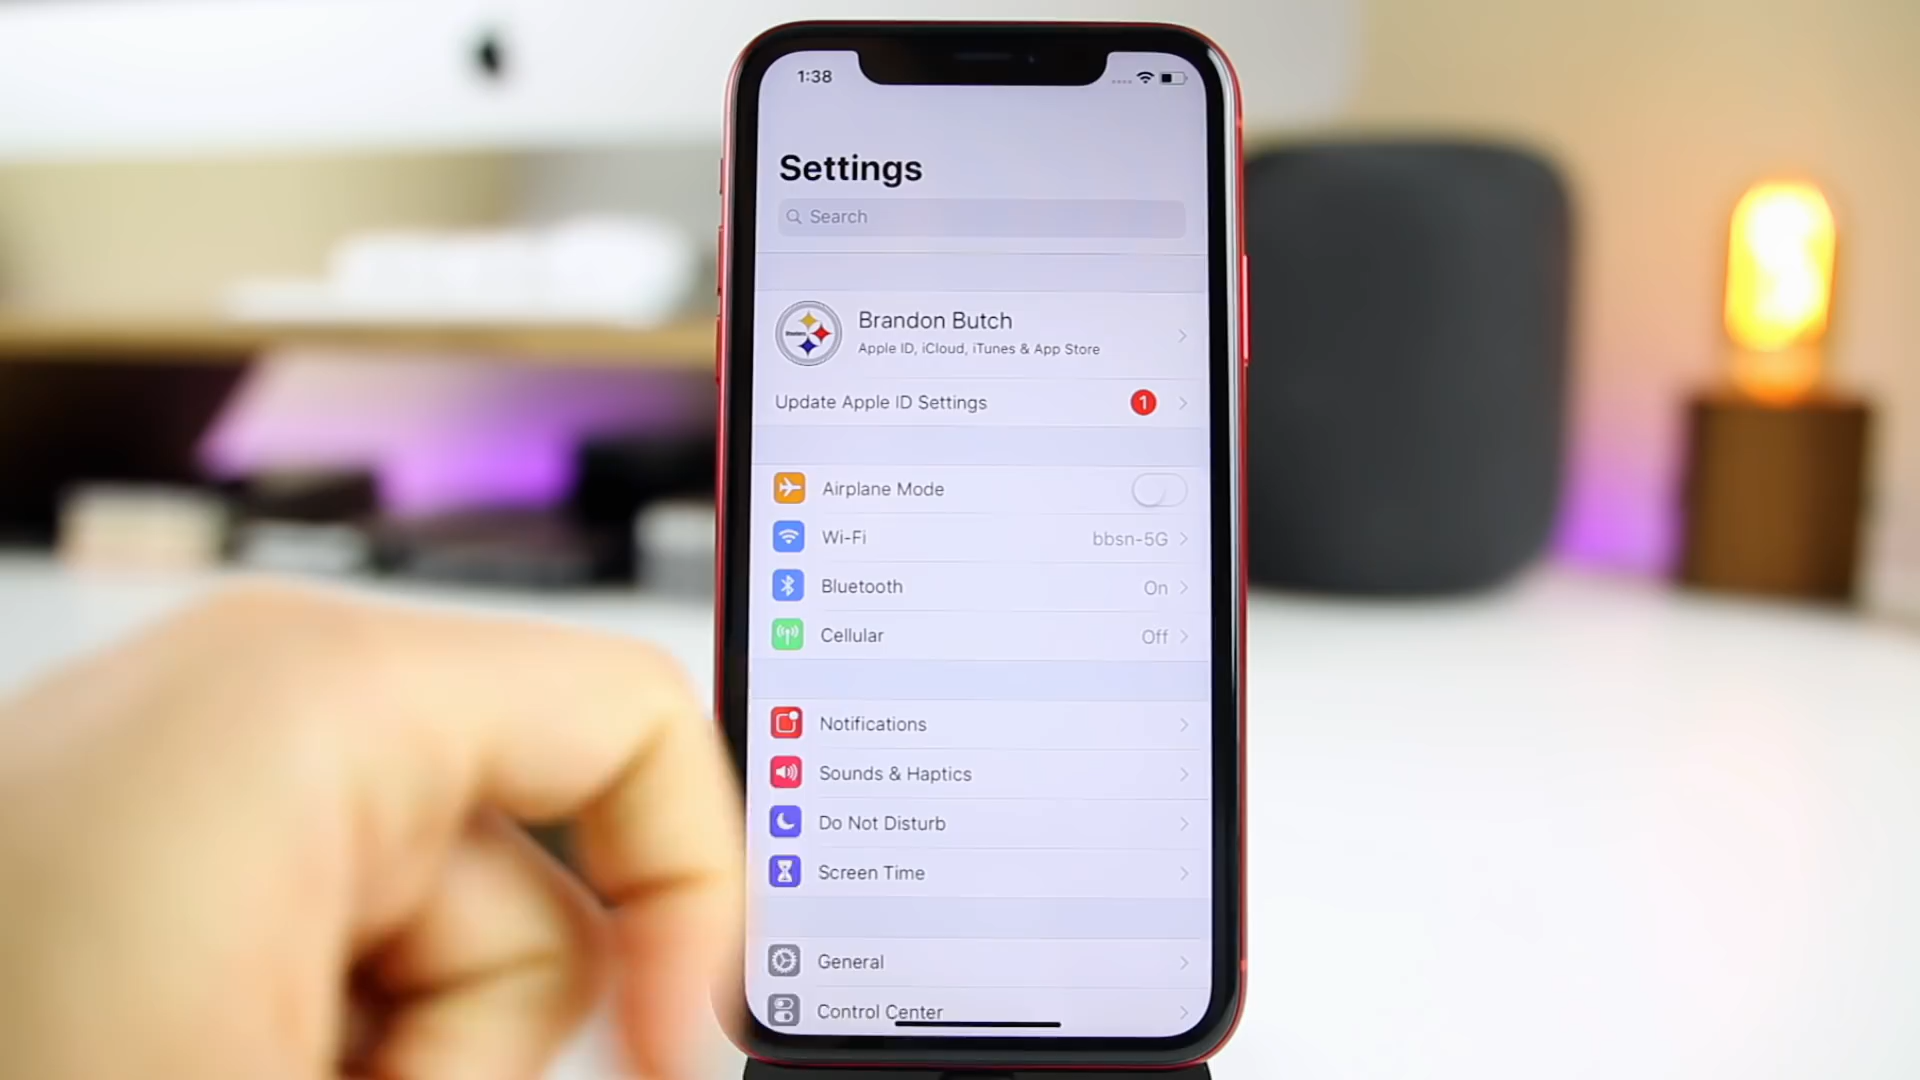 1:38
Settings
Search
Brandon Butch
Apple ID, iCloud, iTunes & App Store
Update Apple ID Settings 1
Airplane Mode
Wi-Fi bbsn-5G
Bluetooth On
Cellular Off
Notifications
Sounds & Haptics
Do Not Disturb
Screen Time
General
Control Center